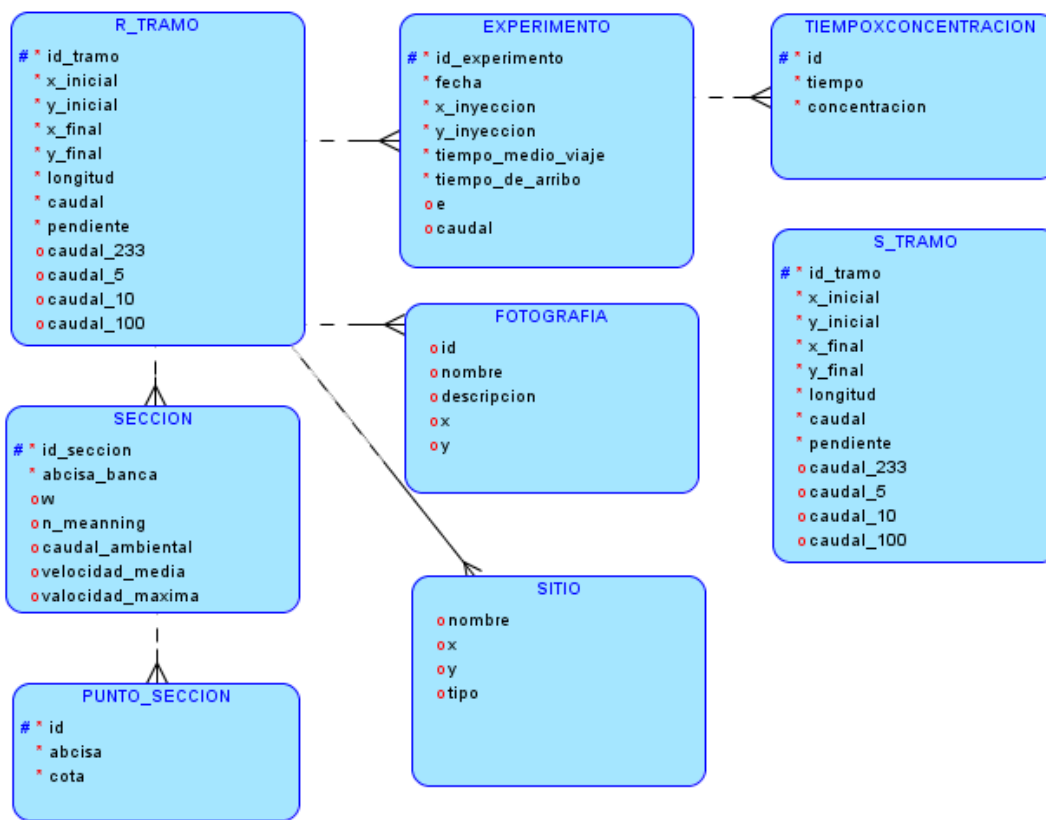 R_TRAMO
# * id_tramo
* x_inicial
* y_inicial
* x_final
* y_final
* longitud
* caudal
* pendiente
o caudal_233
o caudal_5
o caudal_10
o caudal_100
EXPERIMENTO
# * id_experimento
* fecha
* x_inyeccion
* y_inyeccion
* tiempo_medio_viaje
* tiempo_de_arribo
o e
o caudal
TIEMPOXCONCENTRACION
# * id
* tiempo
* concentracion
S_TRAMO
# * id_tramo
* x_inicial
* y_inicial
* x_final
* y_final
* longitud
* caudal
* pendiente
o caudal_233
o caudal_5
o caudal_10
o caudal_100
FOTOGRAFIA
o id
o nombre
o descripcion
o x
o y
SECCION
# * id_seccion
* abcisa_banca
o w
o n_meanning
o caudal_ambiental
o velocidad_media
o valocidad_maxima
SITIO
o nombre
o x
o y
o tipo
PUNTO_SECCION
# * id
* abcisa
* cota